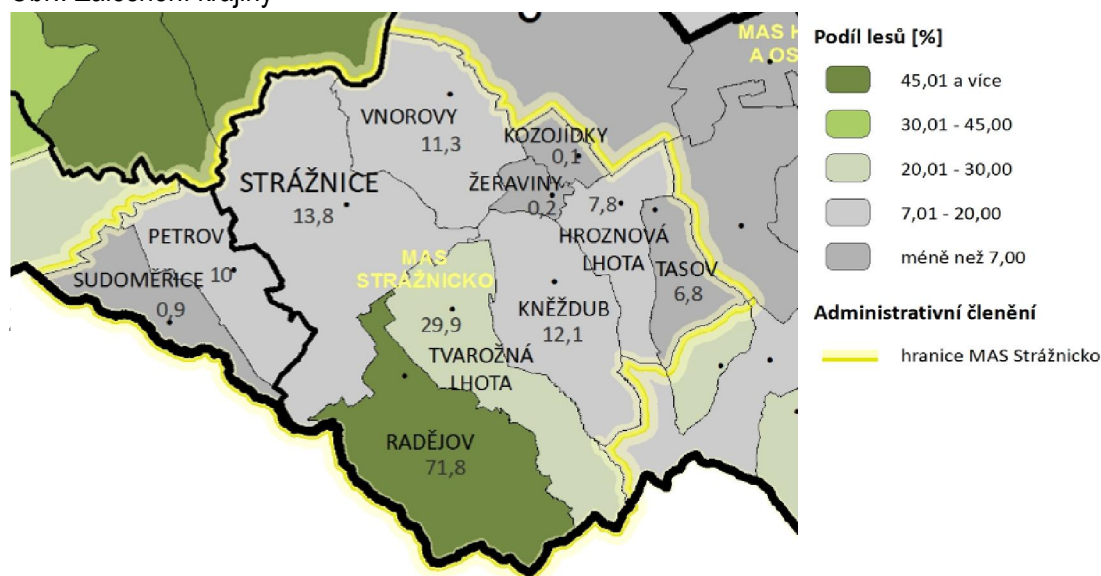 MAS H
A OS
VNOROVY
11,3
KOZOJÍDKY
0,1
STRÁŽNICE
13,8
ŽERAVINY
0,2
7,8
HROZNOVÁ
LHOTA
TASOV
6,8
PETROV
10
SUDOMĚŘICE
0,9
MAS
STRÁŽNICKO
29,9
TVAROŽNÁ
LHOTA
KNĚŽDUB
12,1
RADĚJOV
71,8
Podíl lesů [%]
45,01 a více
30,01 - 45,00
20,01 - 30,00
7,01 - 20,00
méně než 7,00
Administrativní členění
hranice MAS Strážnicko